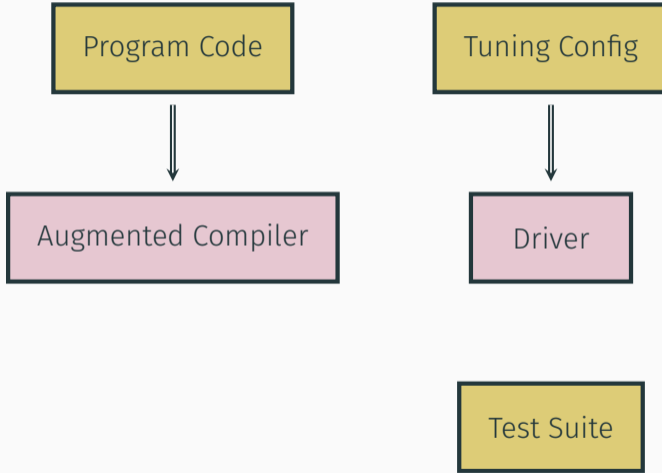 Program Code
Tuning Config
Augmented Compiler
Driver
Test Suite